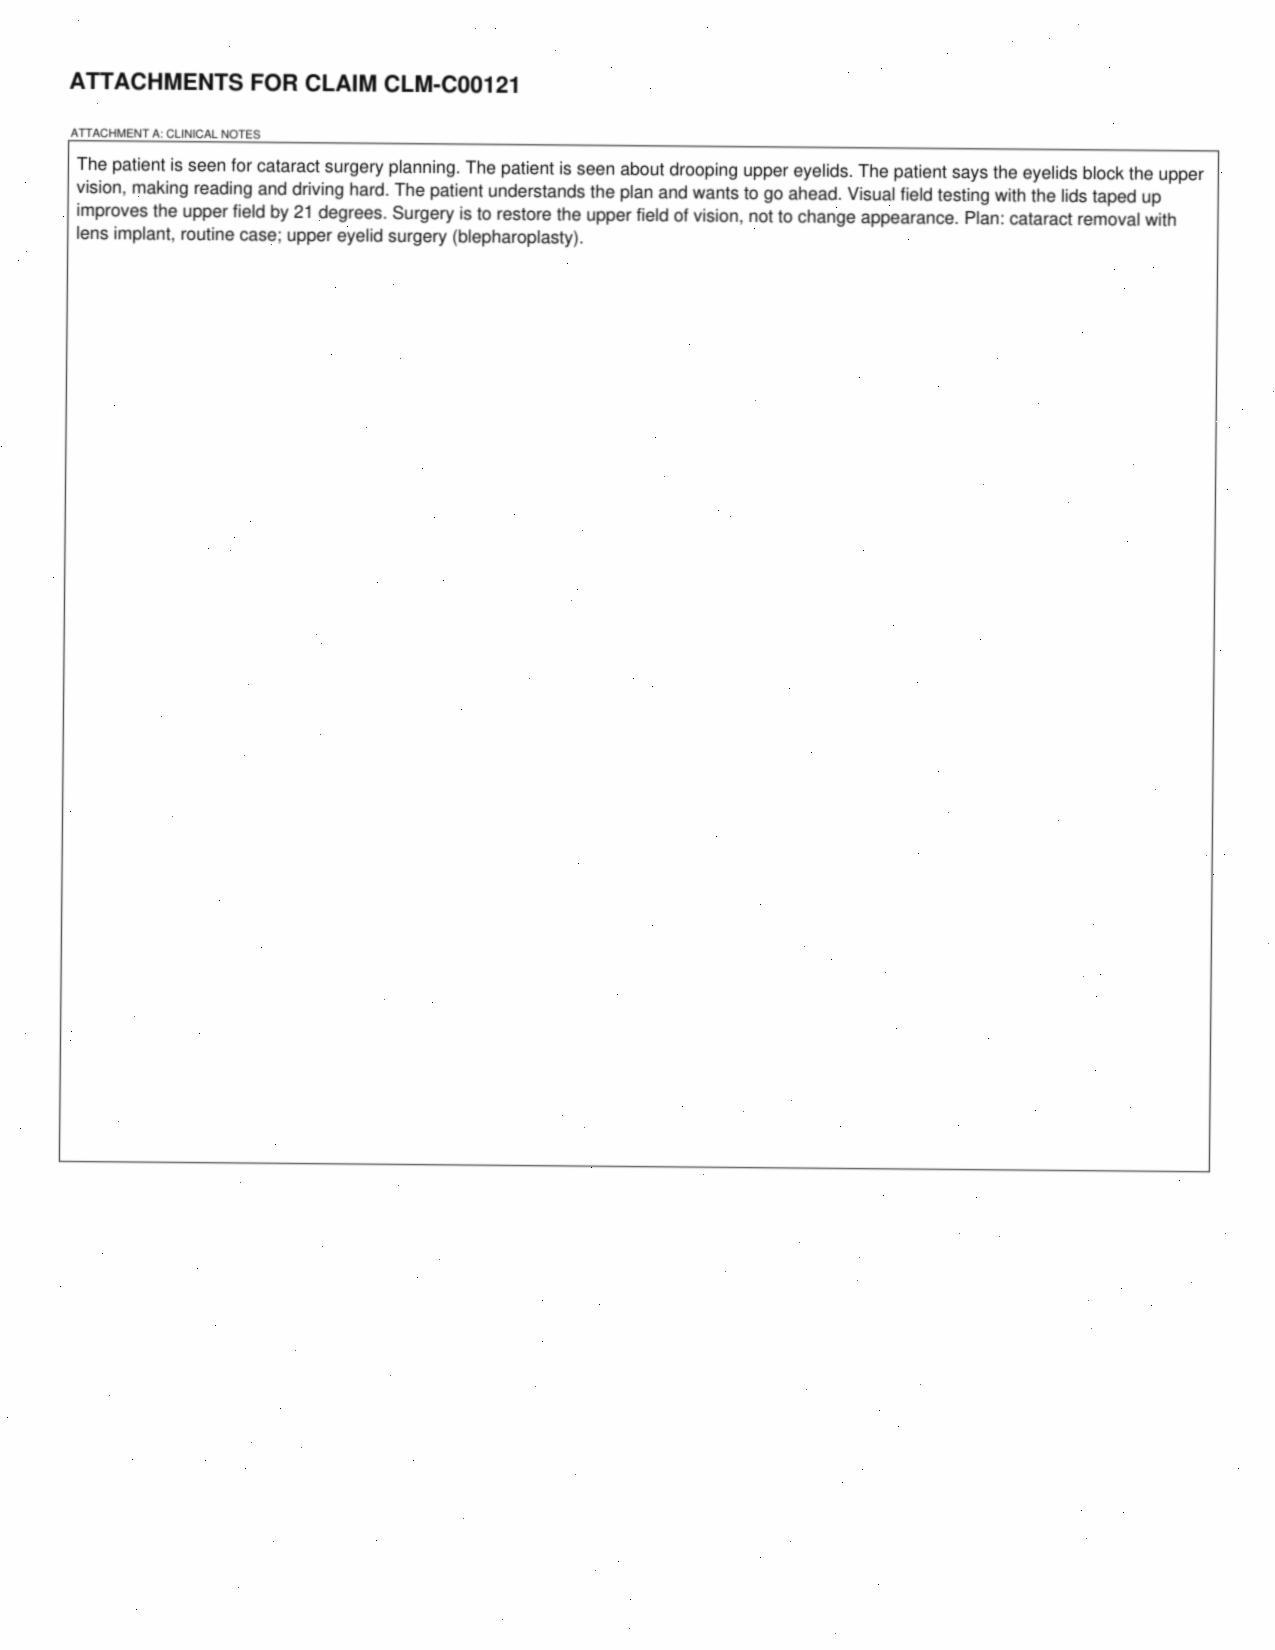 ATTACHMENTS FOR CLAIM CLM-C00121
ATTACHMENT A: CLINICAL NOTES
The patient is seen for cataract surgery planning. The patient is seen about drooping upper eyelids. The patient says the eyelids block the upper
vision, making reading and driving hard. The patient understands the plan and wants to go ahead. Visual field testing with the lids taped up
improves the upper field by 21 degrees. Surgery is to restore the upper field of vision, not to change appearance. Plan: cataract removal with
lens implant, routine case; upper eyelid surgery (blepharoplasty).